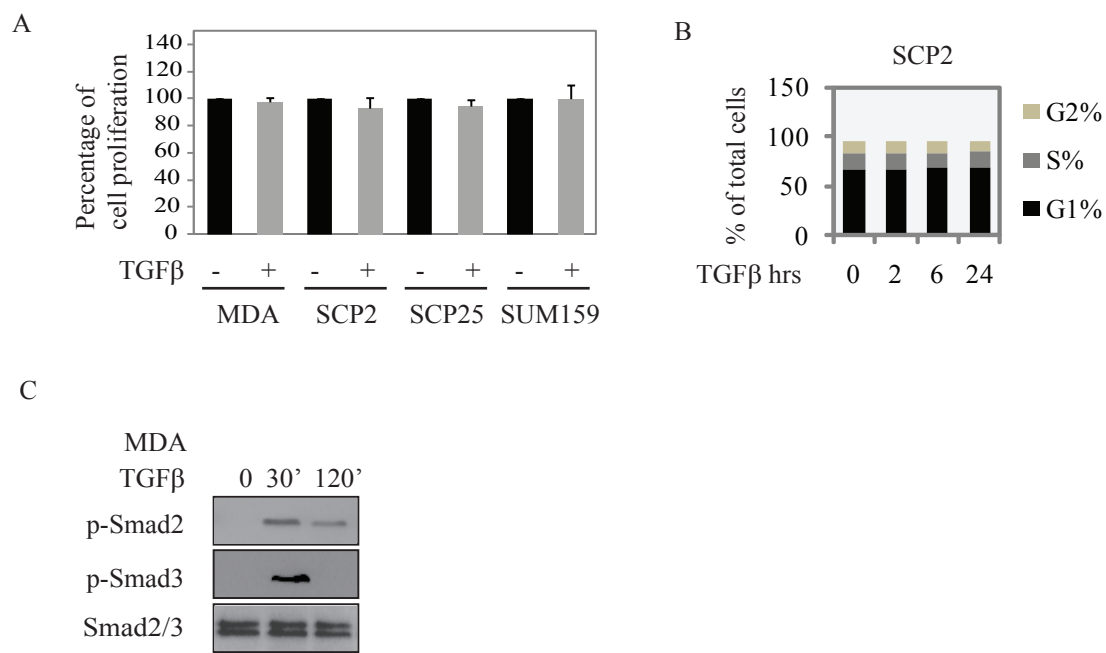 A
Percentage of
cell proliferation
140
120
100
80
60
40
20
0
TGFβ - + - + - + - +
MDA SCP2 SCP25 SUM159
B
SCP2
% of total cells
150
100
50
0
G2%
S%
G1%
TGFβ hrs 0 2 6 24
C
MDA
TGFβ 0 30’ 120’
p-Smad2
p-Smad3
Smad2/3